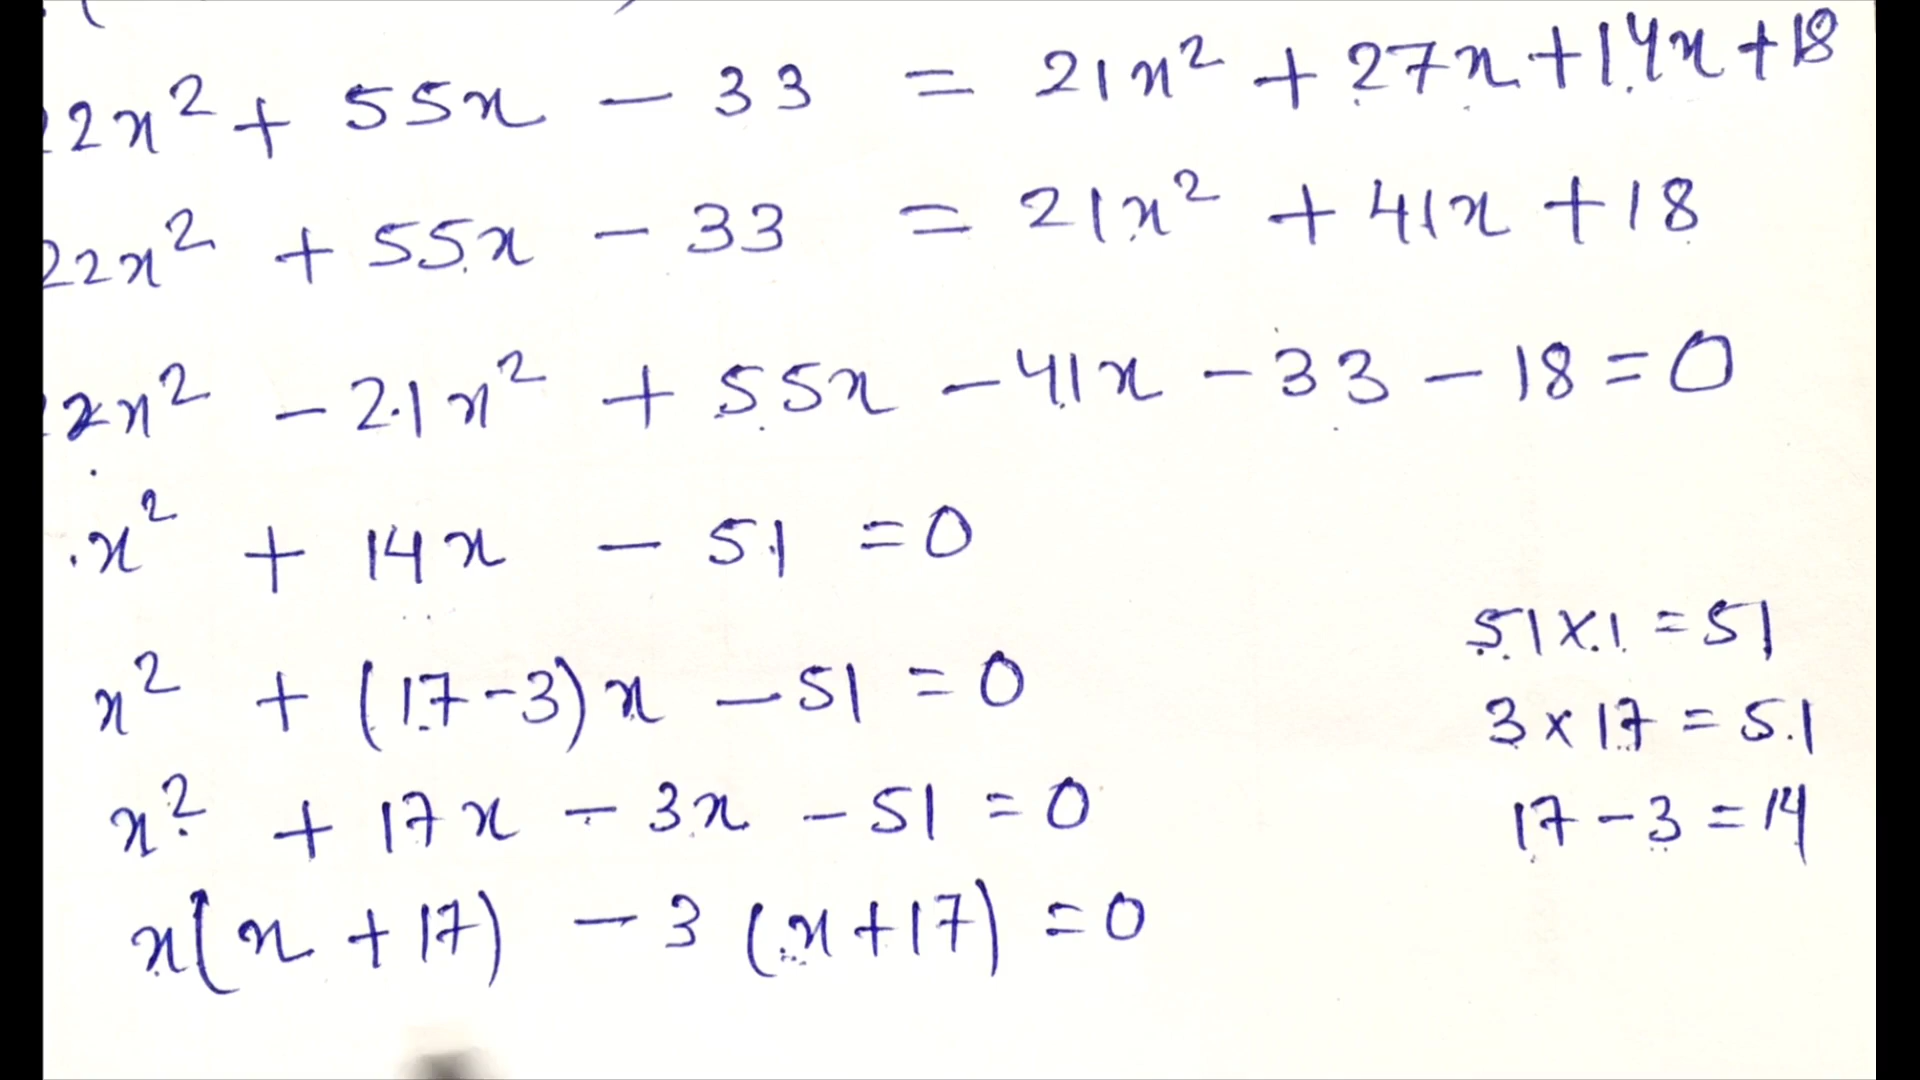 22x² + 55x - 33 = 21x² + 27x + 14x + 18
22x² + 55x - 33 = 21x² + 41x + 18
22x² - 21x² + 55x - 41x - 33 - 18 = 0
x² + 14x - 51 = 0
x² + (17-3)x - 51 = 0
x² + 17x - 3x - 51 = 0
x(x + 17) - 3 (x + 17) = 0
51 × 1 = 51
3 × 17 = 51
17 - 3 = 14